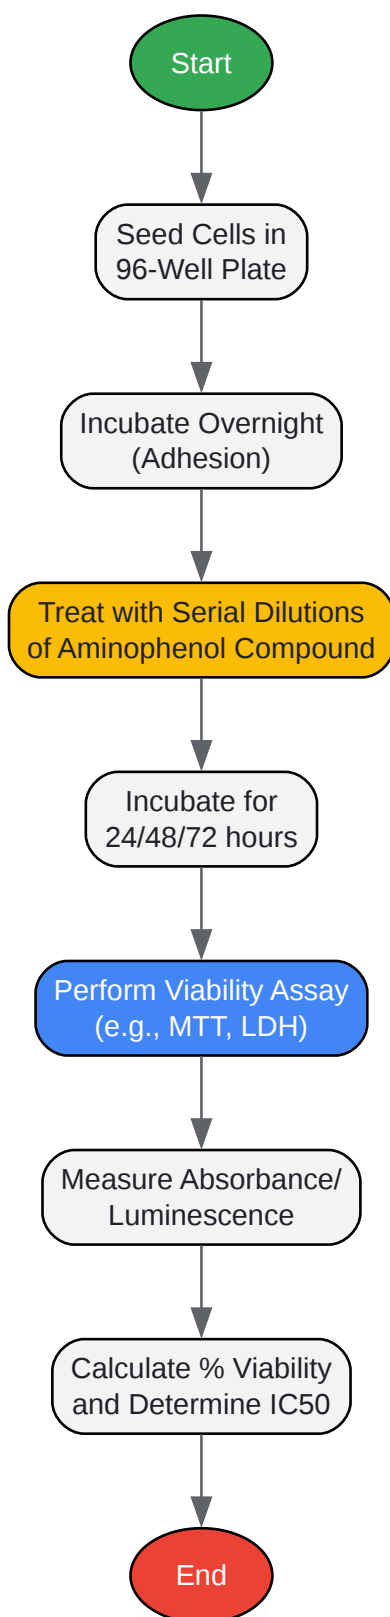 Start
Seed Cells in
96-Well Plate
Incubate Overnight
(Adhesion)
Treat with Serial Dilutions
of Aminophenol Compound
Incubate for
24/48/72 hours
Perform Viability Assay
(e.g., MTT, LDH)
Measure Absorbance/
Luminescence
Calculate % Viability
and Determine IC50
End